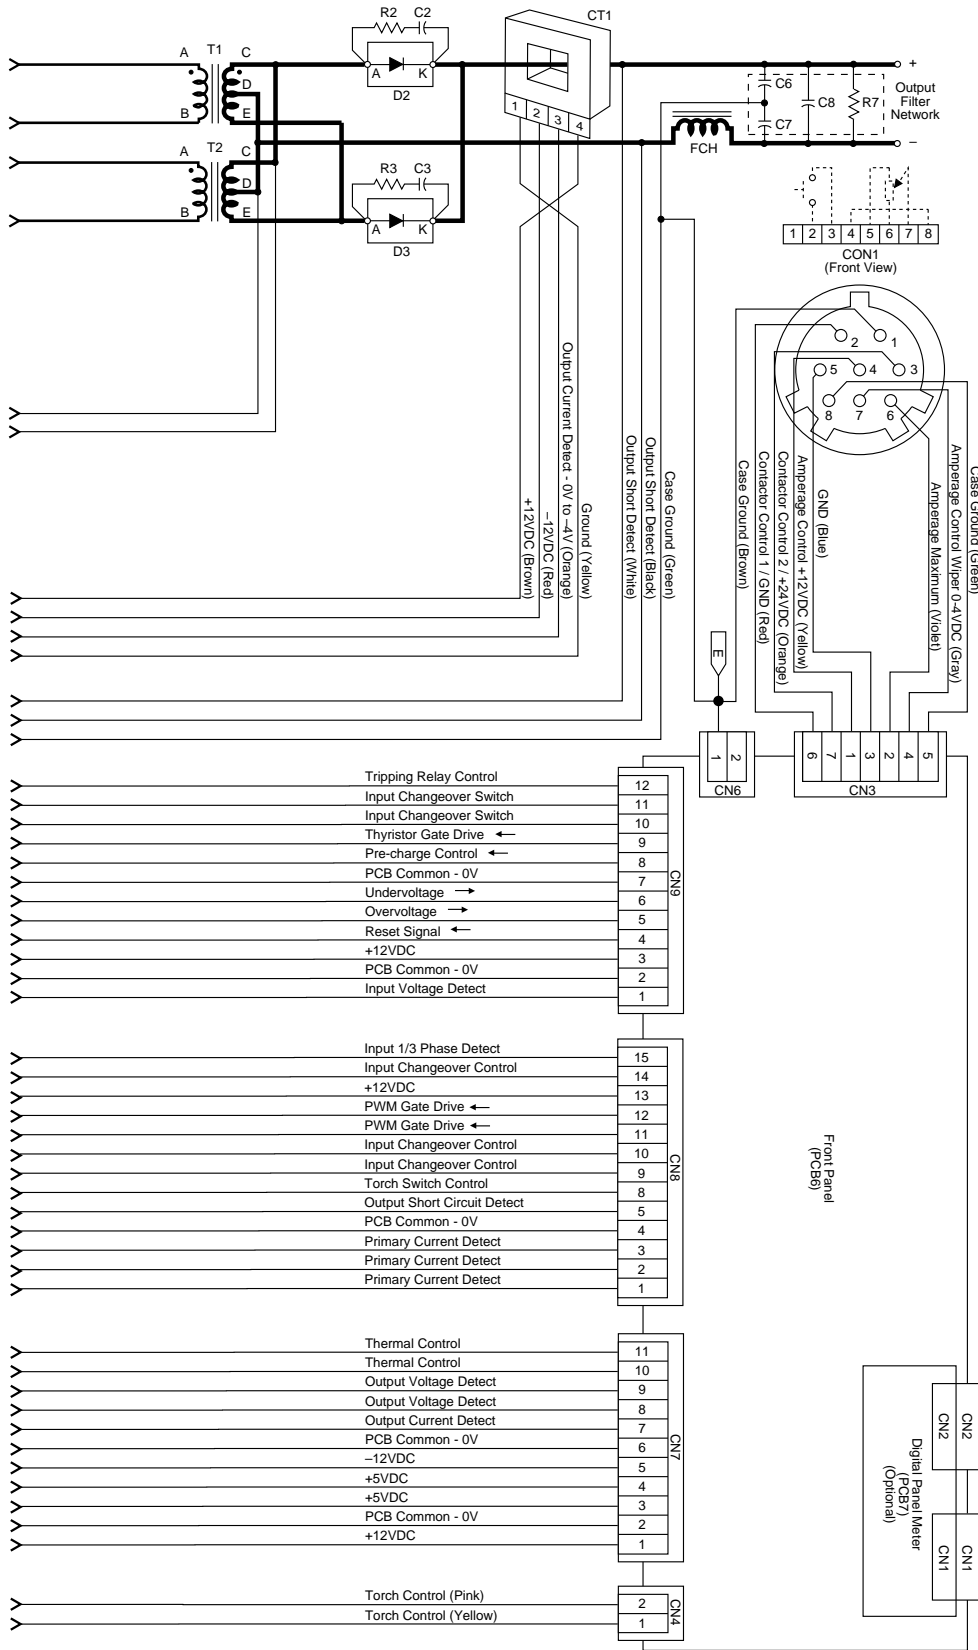 R2 C2
CT1
A T1 C
D
B E
A K
D2
1 2 3 4
C6
C7
C8 R7
+
Output
Filter
Network
−
FCH
A T2 C
D
B E
R3 C3
A K
D3
1 2 3 4 5 6 7 8
CON1
(Front View)
2 1
5 4 3
8 7 6
+12VDC (Brown)
–12VDC (Red)
Output Current Detect - 0V to –4V (Orange)
Ground (Yellow)
Output Short Detect (White)
Output Short Detect (Black)
Case Ground (Green)
Case Ground (Brown)
Contactor Control 1 / GND (Red)
Contactor Control 2 / +24VDC (Orange)
Amperage Control +12VDC (Yellow)
GND (Blue)
Amperage Maximum (Violet)
Amperage Control Wiper 0-4VDC (Gray)
Case Ground (Green)
E
1 2
CN6
6 7 1 3 2 4 5
CN3
Tripping Relay Control 12
Input Changeover Switch 11
Input Changeover Switch 10
Thyristor Gate Drive ← 9
Pre-charge Control ← 8
PCB Common - 0V 7
Undervoltage → 6
Overvoltage → 5
Reset Signal ← 4
+12VDC 3
PCB Common - 0V 2
Input Voltage Detect 1
CN9
Input 1/3 Phase Detect 15
Input Changeover Control 14
+12VDC 13
PWM Gate Drive ← 12
PWM Gate Drive ← 11
Input Changeover Control 10
Input Changeover Control 9
Torch Switch Control 8
Output Short Circuit Detect 5
PCB Common - 0V 4
Primary Current Detect 3
Primary Current Detect 2
Primary Current Detect 1
CN8
Front Panel
(PCB6)
Thermal Control 11
Thermal Control 10
Output Voltage Detect 9
Output Voltage Detect 8
Output Current Detect 7
PCB Common - 0V 6
–12VDC 5
+5VDC 4
+5VDC 3
PCB Common - 0V 2
+12VDC 1
CN7
Digital Panel Meter
(PCB7)
(Optional)
CN2 CN2
CN1 CN1
Torch Control (Pink) 2
Torch Control (Yellow) 1
CN4